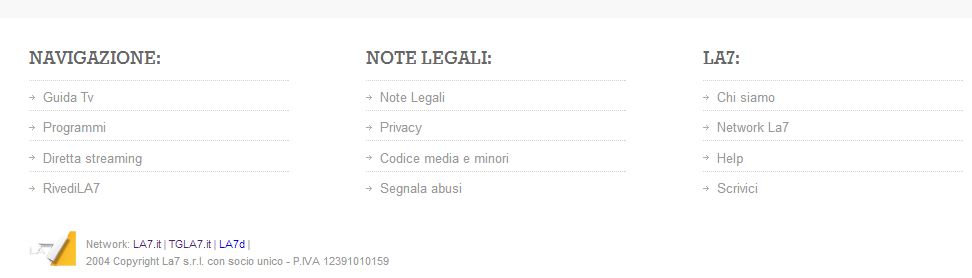 NAVIGAZIONE:
Guida Tv
Programmi
Diretta streaming
RivediLA7
NOTE LEGALI:
Note Legali
Privacy
Codice media e minori
Segnala abusi
LA7:
Chi siamo
Network La7
Help
Scrivici
Network: LA7.it | TGLA7.it | LA7d |
2004 Copyright La7 s.r.l. con socio unico - P.IVA 12391010159